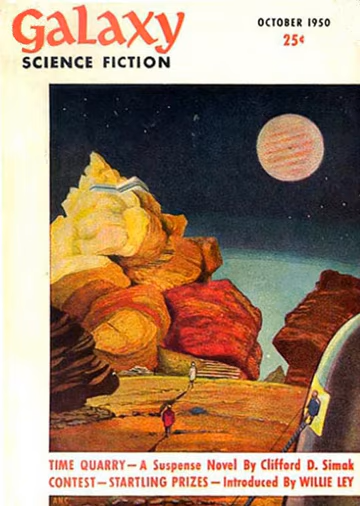 Galaxy
SCIENCE FICTION
OCTOBER 1950
25¢
TIME QUARRY—A Suspense Novel By Clifford D. Simak
CONTEST—STARTLING PRIZES—Introduced By WILLIE LEY
ANC